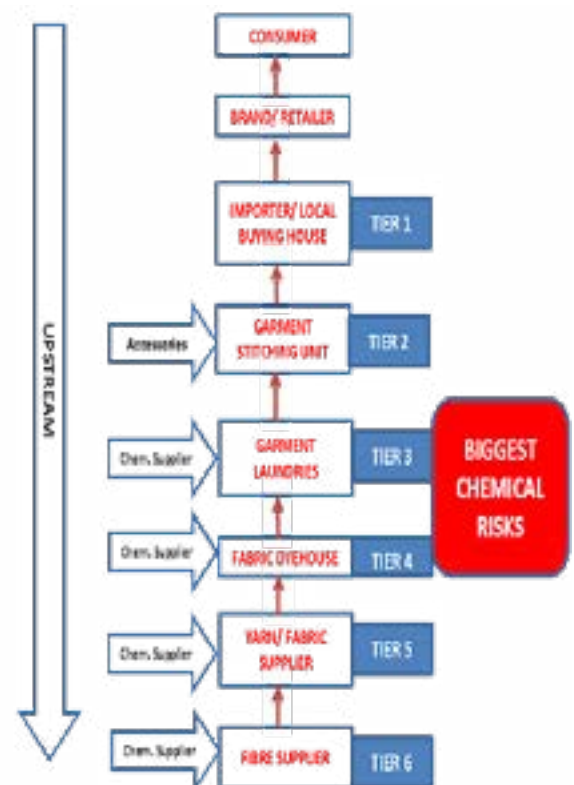 CONSUMER
BRAND/ RETAILER
IMPORTER/ LOCAL
BUYING HOUSE
TIER 1
Accessories
GARMENT
STITCHING UNIT
TIER 2
UPSTREAM
Chem. Supplier
GARMENT
LAUNDRIES
TIER 3
BIGGEST
CHEMICAL
RISKS
Chem. Supplier
FABRIC DYEHOUSE
TIER 4
Chem. Supplier
YARN/ FABRIC
SUPPLIER
TIER 5
Chem. Supplier
FIBRE SUPPLIER
TIER 6